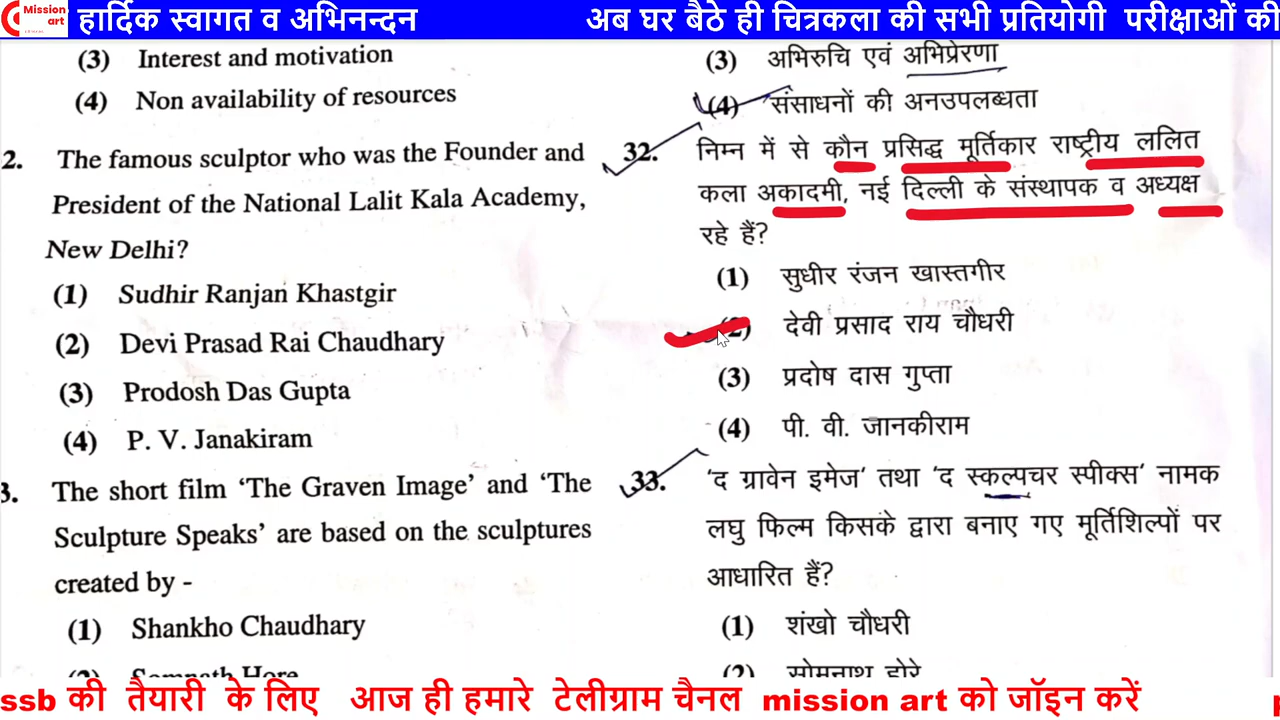 Mission
art
हार्दिक स्वागत व अभिनन्दन
अब घर बैठे ही चित्रकला की सभी प्रतियोगी परीक्षाओं की
(3) Interest and motivation
(4) Non availability of resources
2. The famous sculptor who was the Founder and
President of the National Lalit Kala Academy,
New Delhi?
(1) Sudhir Ranjan Khastgir
(2) Devi Prasad Rai Chaudhary
(3) Prodosh Das Gupta
(4) P. V. Janakiram
3. The short film ‘The Graven Image’ and ‘The
Sculpture Speaks’ are based on the sculptures
created by -
(1) Shankho Chaudhary
(2) Somnath Hore
(3) अभिरुचि एवं अभिप्रेरणा
(4) संसाधनों की अनउपलब्धता
32. निम्न में से कौन प्रसिद्ध मूर्तिकार राष्ट्रीय ललित
कला अकादमी, नई दिल्ली के संस्थापक व अध्यक्ष
रहे हैं?
(1) सुधीर रंजन खास्तगीर
(2) देवी प्रसाद राय चौधरी
(3) प्रदोष दास गुप्ता
(4) पी. वी. जानकीराम
33. ‘द ग्रावेन इमेज’ तथा ‘द स्कल्पचर स्पीक्स’ नामक
लघु फिल्म किसके द्वारा बनाए गए मूर्तिशिल्पों पर
आधारित हैं?
(1) शंखो चौधरी
(2) सोमनाथ होरे
ssb की तैयारी के लिए आज ही हमारे टेलीग्राम चैनल mission art को जॉइन करें